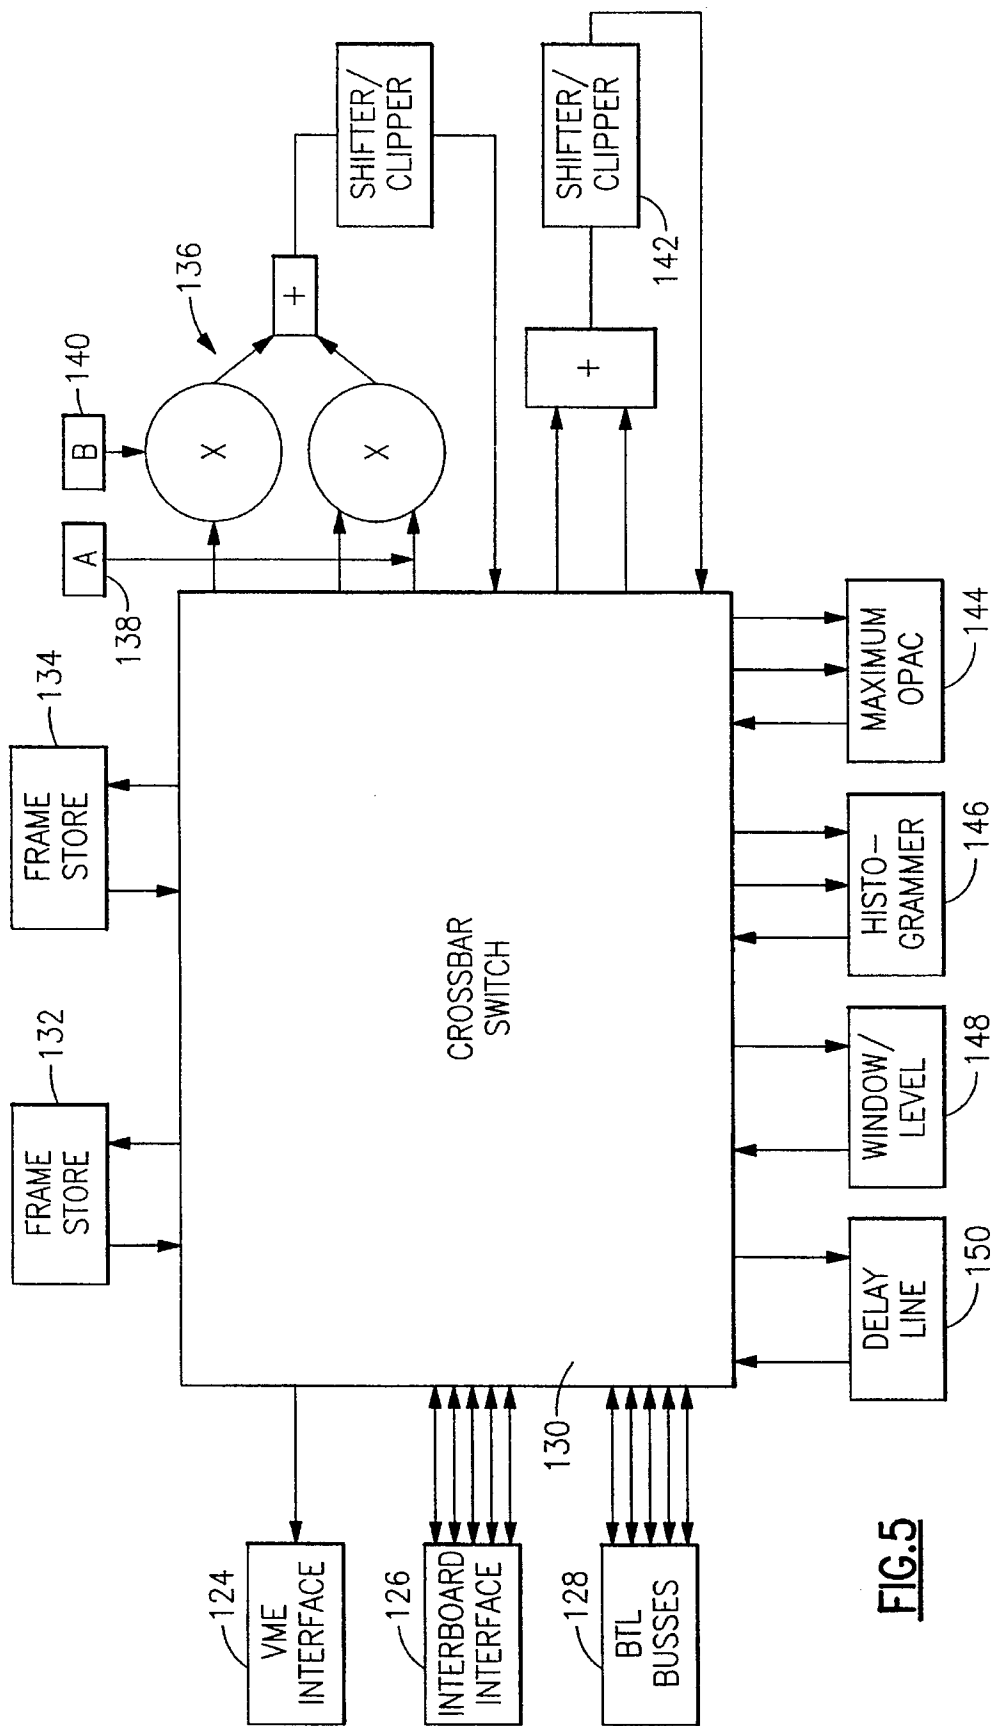 124
VME
INTERFACE
126
INTERBOARD
INTERFACE
128
BTL
BUSSES
FRAME
STORE
132
FRAME
STORE
134
CROSSBAR
SWITCH
130
A
138
B
140
X
X
136
+
SHIFTER/
CLIPPER
+
SHIFTER/
CLIPPER
142
DELAY
LINE
150
WINDOW/
LEVEL
148
HISTO-
GRAMMER
146
MAXIMUM
OPAC
144
FIG.5